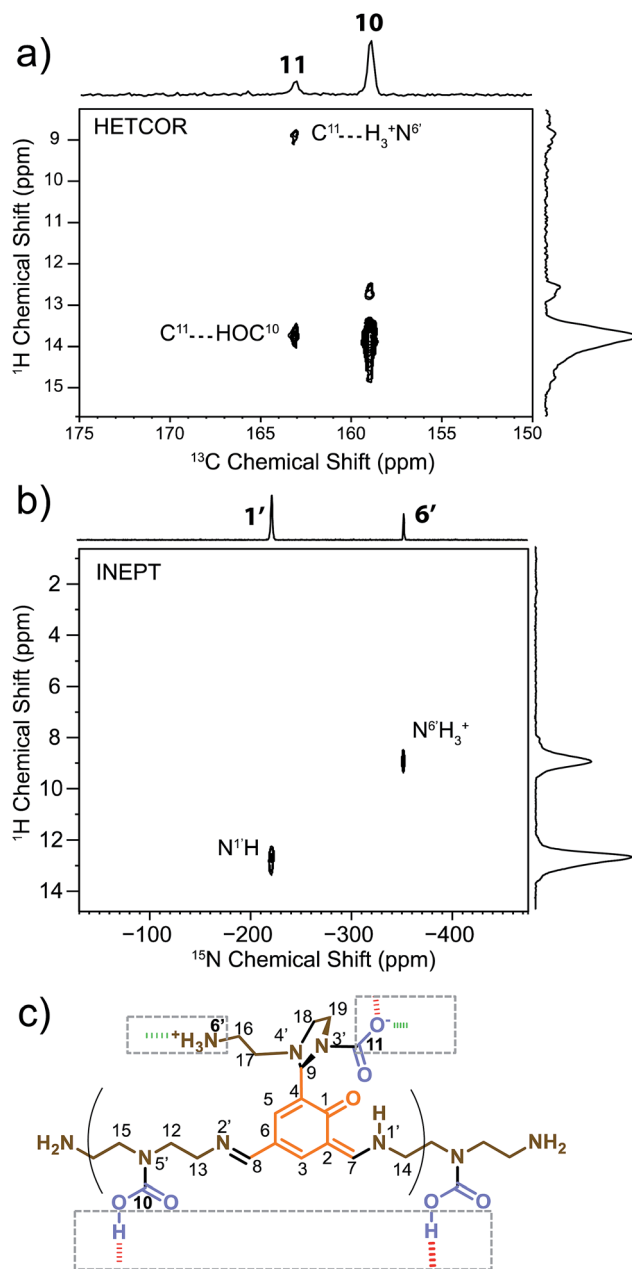 a)
11
10
HETCOR
C¹¹----H₃⁺N⁶'
C¹¹---HOC¹⁰
9
10
11
12
13
14
15
¹H Chemical Shift (ppm)
175 170 165 160 155 150
¹³C Chemical Shift (ppm)
b)
1' 6'
INEPT
N⁶'H₃⁺
N¹'H
2
4
6
8
10
12
14
¹H Chemical Shift (ppm)
−100 −200 −300 −400
¹⁵N Chemical Shift (ppm)
c)
18 19
6' 16 O⁻
⁺H₃N 4' 3' 11
17 N N O
9
4 O
5 1 H
NH₂ 15 12 2' 6 2 1' NH₂
N N N N
5' 13 8 3 7 14
10
O O O O
H H